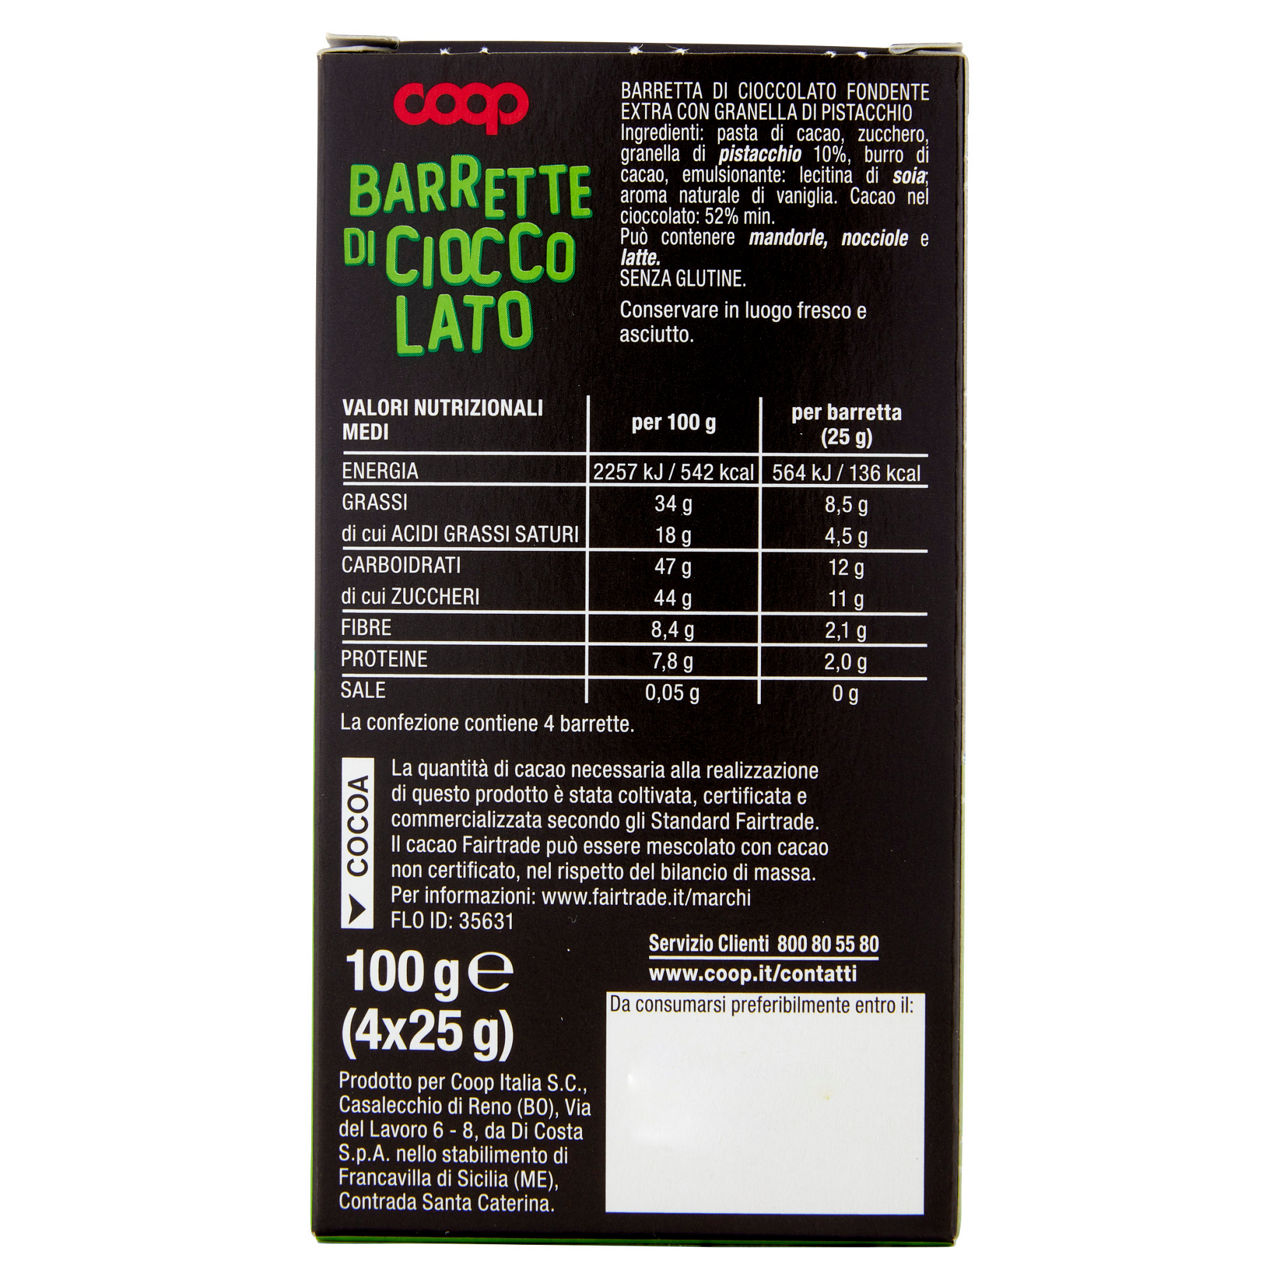 coop
BARRETTE
DI CIOCCO
LATO
BARRETTA DI CIOCCOLATO FONDENTE
EXTRA CON GRANELLA DI PISTACCHIO
Ingredienti: pasta di cacao, zucchero,
granella di pistacchio 10%, burro di
cacao, emulsionante: lecitina di soia;
aroma naturale di vaniglia. Cacao nel
cioccolato: 52% min.
Può contenere mandorle, nocciole e
latte.
SENZA GLUTINE.
Conservare in luogo fresco e
asciutto.
VALORI NUTRIZIONALI
MEDI
per 100 g
per barretta
(25 g)
ENERGIA 2257 kJ / 542 kcal 564 kJ / 136 kcal
GRASSI 34 g 8,5 g
di cui ACIDI GRASSI SATURI 18 g 4,5 g
CARBOIDRATI 47 g 12 g
di cui ZUCCHERI 44 g 11 g
FIBRE 8,4 g 2,1 g
PROTEINE 7,8 g 2,0 g
SALE 0,05 g 0 g
La confezione contiene 4 barrette.
COCOA
La quantità di cacao necessaria alla realizzazione
di questo prodotto è stata coltivata, certificata e
commercializzata secondo gli Standard Fairtrade.
Il cacao Fairtrade può essere mescolato con cacao
non certificato, nel rispetto del bilancio di massa.
Per informazioni: www.fairtrade.it/marchi
FLO ID: 35631
100 g e
(4x25 g)
Prodotto per Coop Italia S.C.,
Casalecchio di Reno (BO), Via
del Lavoro 6 - 8, da Di Costa
S.p.A. nello stabilimento di
Francavilla di Sicilia (ME),
Contrada Santa Caterina.
Servizio Clienti 800 80 55 80
www.coop.it/contatti
Da consumarsi preferibilmente entro il: